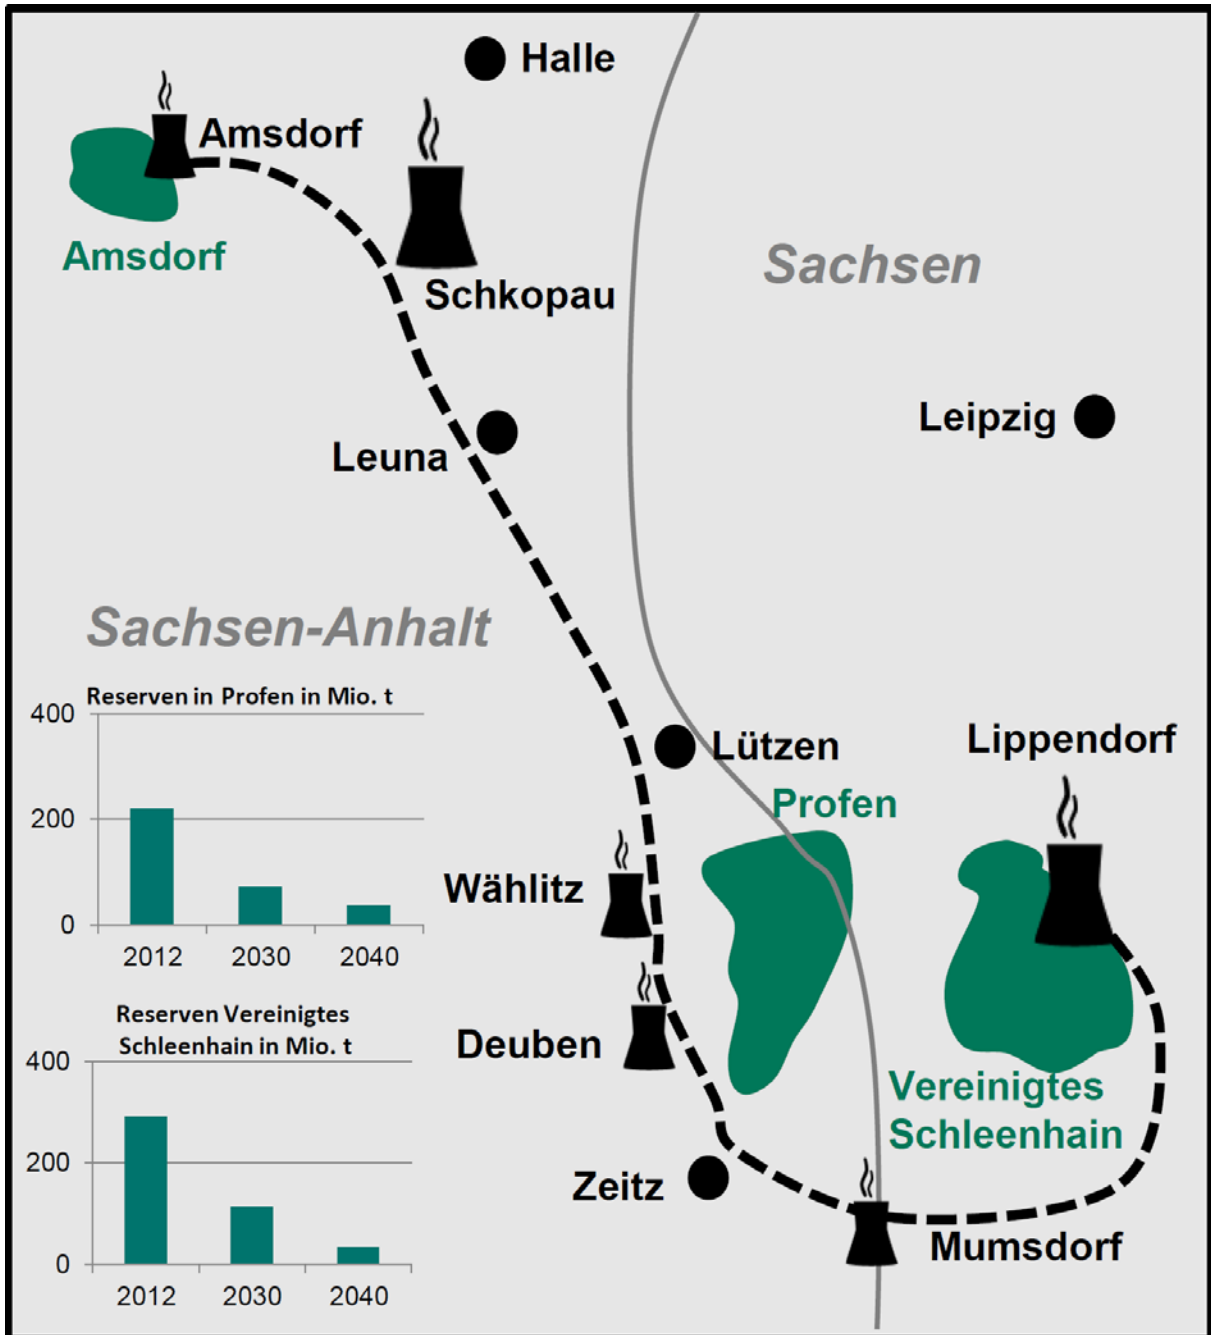 Halle
Amsdorf
Amsdorf
Schkopau
Sachsen
Leipzig
Leuna
Sachsen-Anhalt
Reserven in Profen in Mio. t
400
200
0
2012 2030 2040
Lützen
Lippendorf
Profen
Wählitz
Deuben
Reserven Vereinigtes
Schleenhain in Mio. t
400
200
0
2012 2030 2040
Vereinigtes
Schleenhain
Zeitz
Mumsdorf